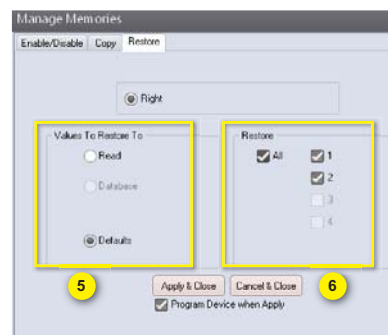 Manage Memories
Enable/Disable Copy Restore
Right
Values To Restore To
Read
Database
Defaults
5
Restore
All 1
2
3
4
6
Apply & Close Cancel & Close
Program Device when Apply